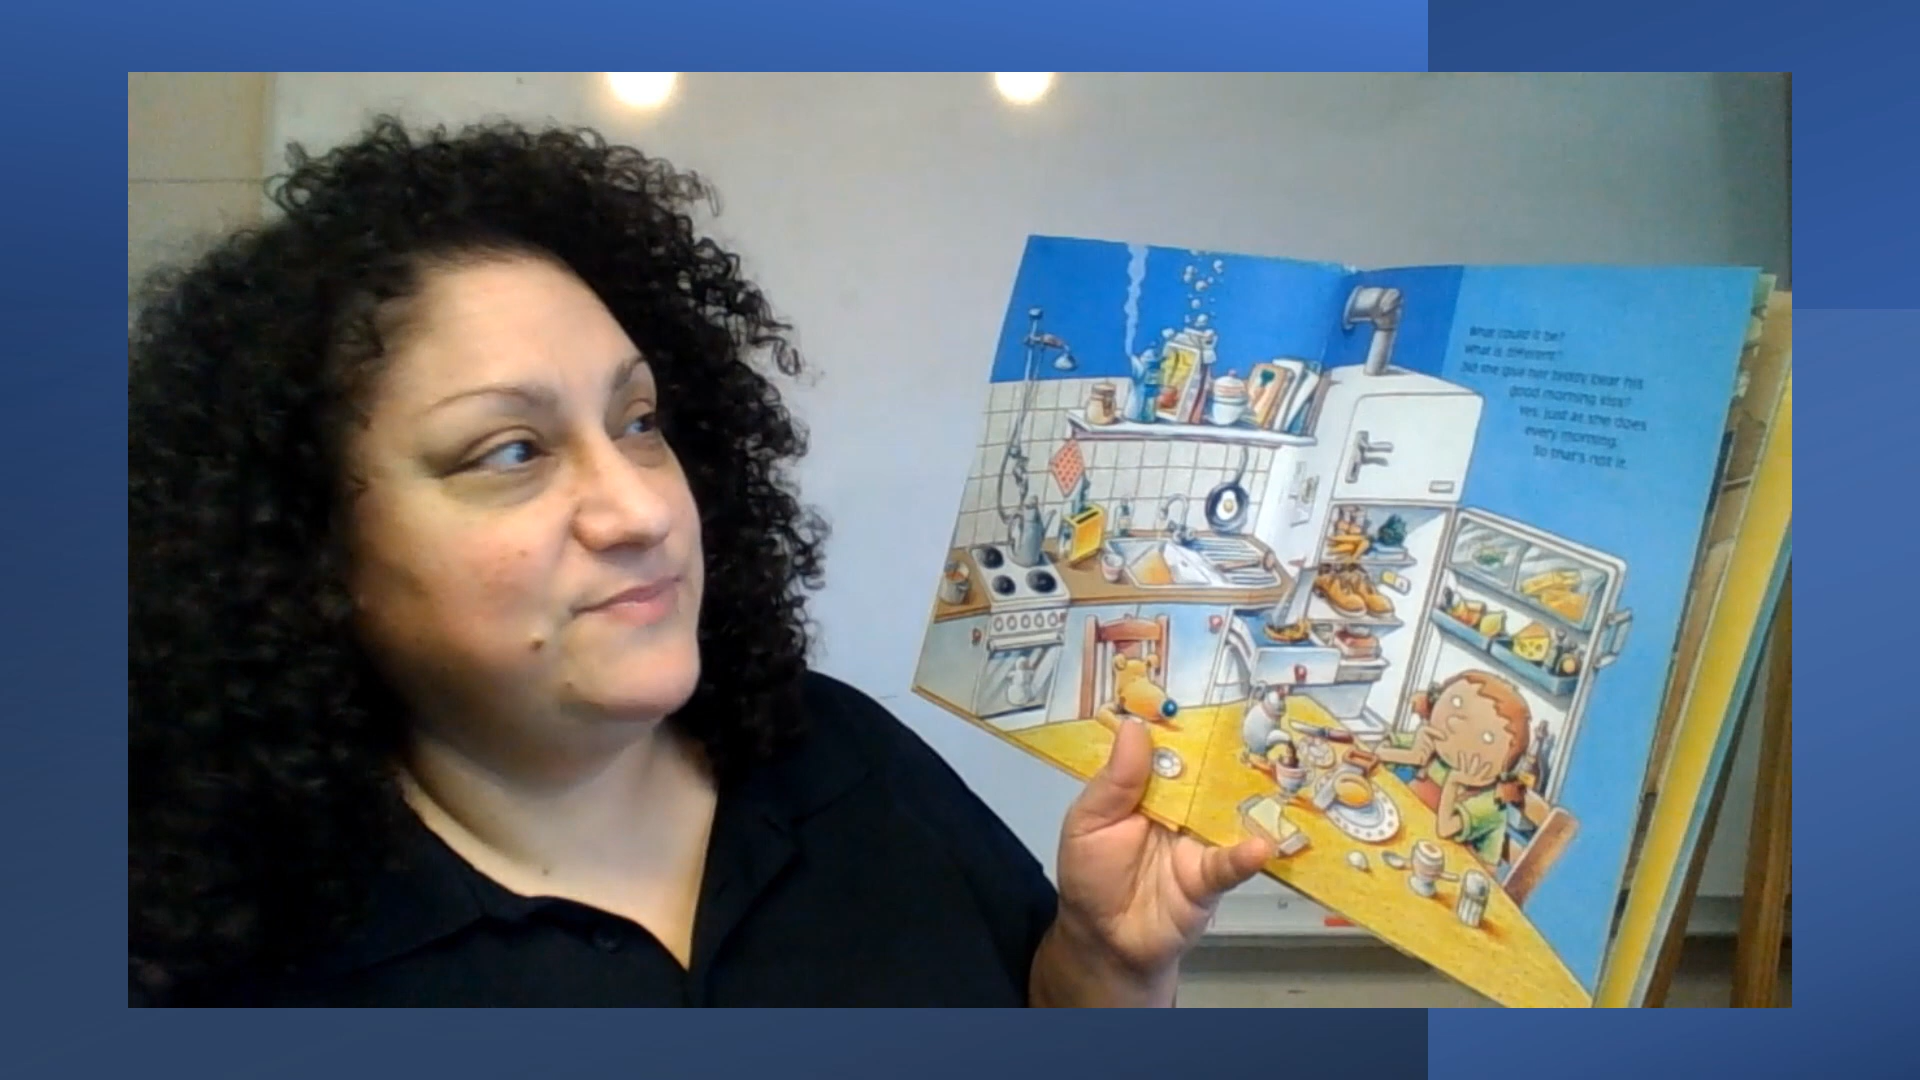 What could it be?
What is different?
Did she give her teddy bear his
good morning kiss?
Yes, just as she does
every morning.
So that's not it.